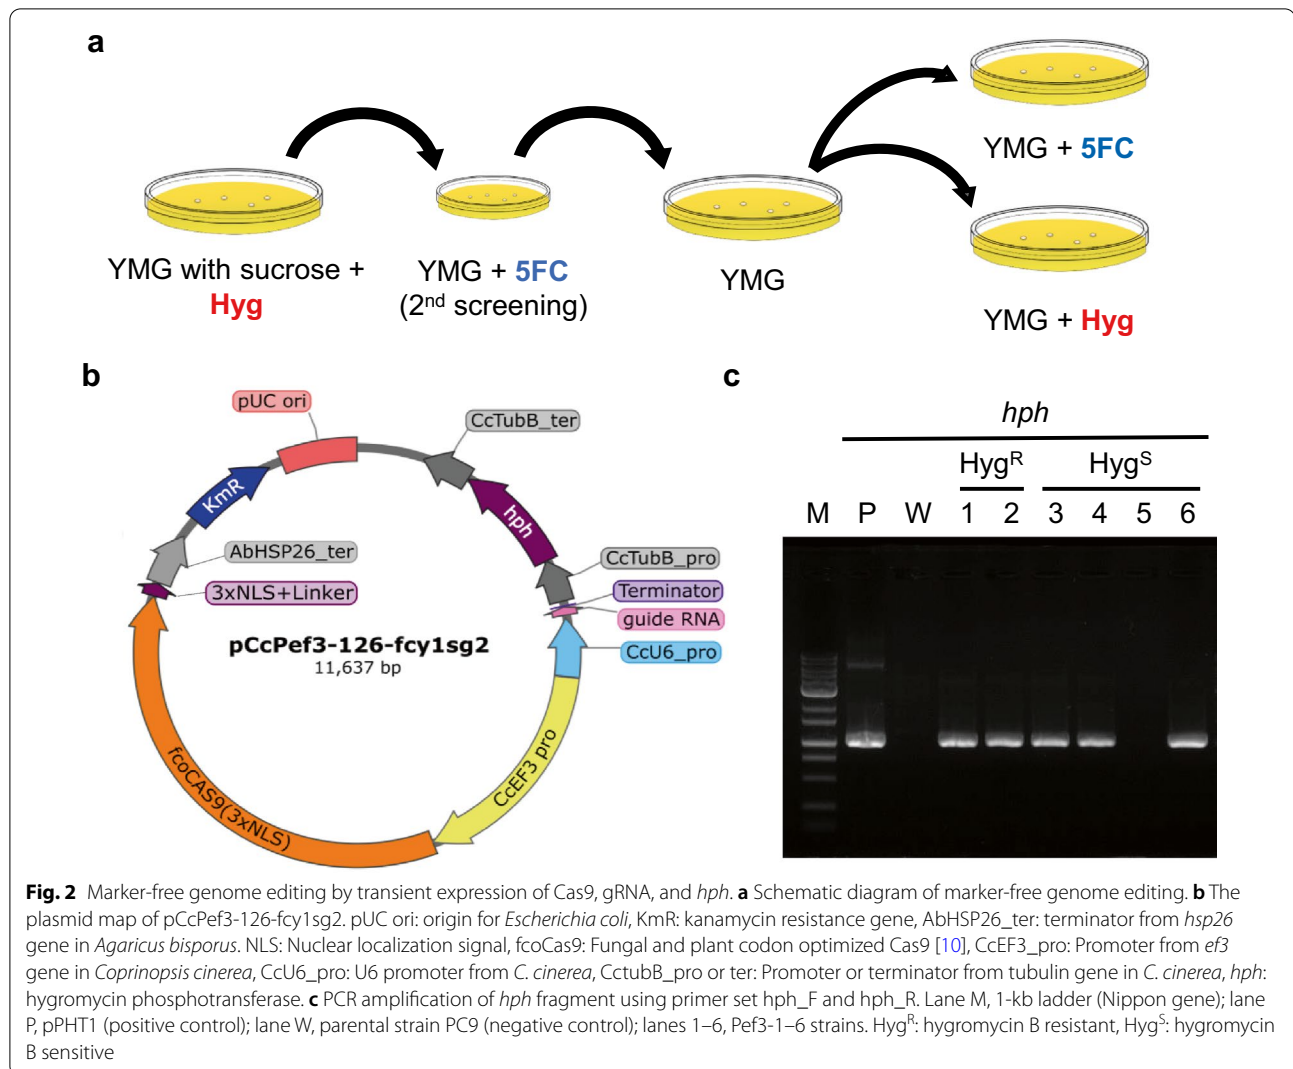 a
YMG with sucrose +
Hyg
YMG + 5FC
(2nd screening)
YMG
YMG + 5FC
YMG + Hyg
b
pUC ori
CcTubB_ter
KmR
hph
AbHSP26_ter
CcTubB_pro
3xNLS+Linker
Terminator
guide RNA
pCcPef3-126-fcy1sg2
11,637 bp
CcU6_pro
CcEF3 pro
fcoCAS9(3xNLS)
c
hph
HygR HygS
M P W 1 2 3 4 5 6
Fig. 2 Marker-free genome editing by transient expression of Cas9, gRNA, and hph. a Schematic diagram of marker-free genome editing. b The
plasmid map of pCcPef3-126-fcy1sg2. pUC ori: origin for Escherichia coli, KmR: kanamycin resistance gene, AbHSP26_ter: terminator from hsp26
gene in Agaricus bisporus. NLS: Nuclear localization signal, fcoCas9: Fungal and plant codon optimized Cas9 [10], CcEF3_pro: Promoter from ef3
gene in Coprinopsis cinerea, CcU6_pro: U6 promoter from C. cinerea, CctubB_pro or ter: Promoter or terminator from tubulin gene in C. cinerea, hph:
hygromycin phosphotransferase. c PCR amplification of hph fragment using primer set hph_F and hph_R. Lane M, 1-kb ladder (Nippon gene); lane
P, pPHT1 (positive control); lane W, parental strain PC9 (negative control); lanes 1–6, Pef3-1–6 strains. HygR: hygromycin B resistant, HygS: hygromycin
B sensitive